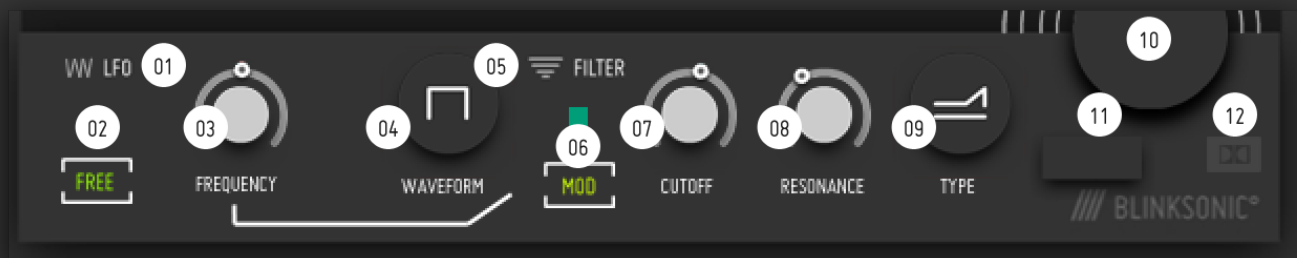 LFO 01
05 FILTER
10
02
03
04
06
07
08
09
11
12
FREE
FREQUENCY
WAVEFORM
MOD
CUTOFF
RESONANCE
TYPE
BLINKSONIC°